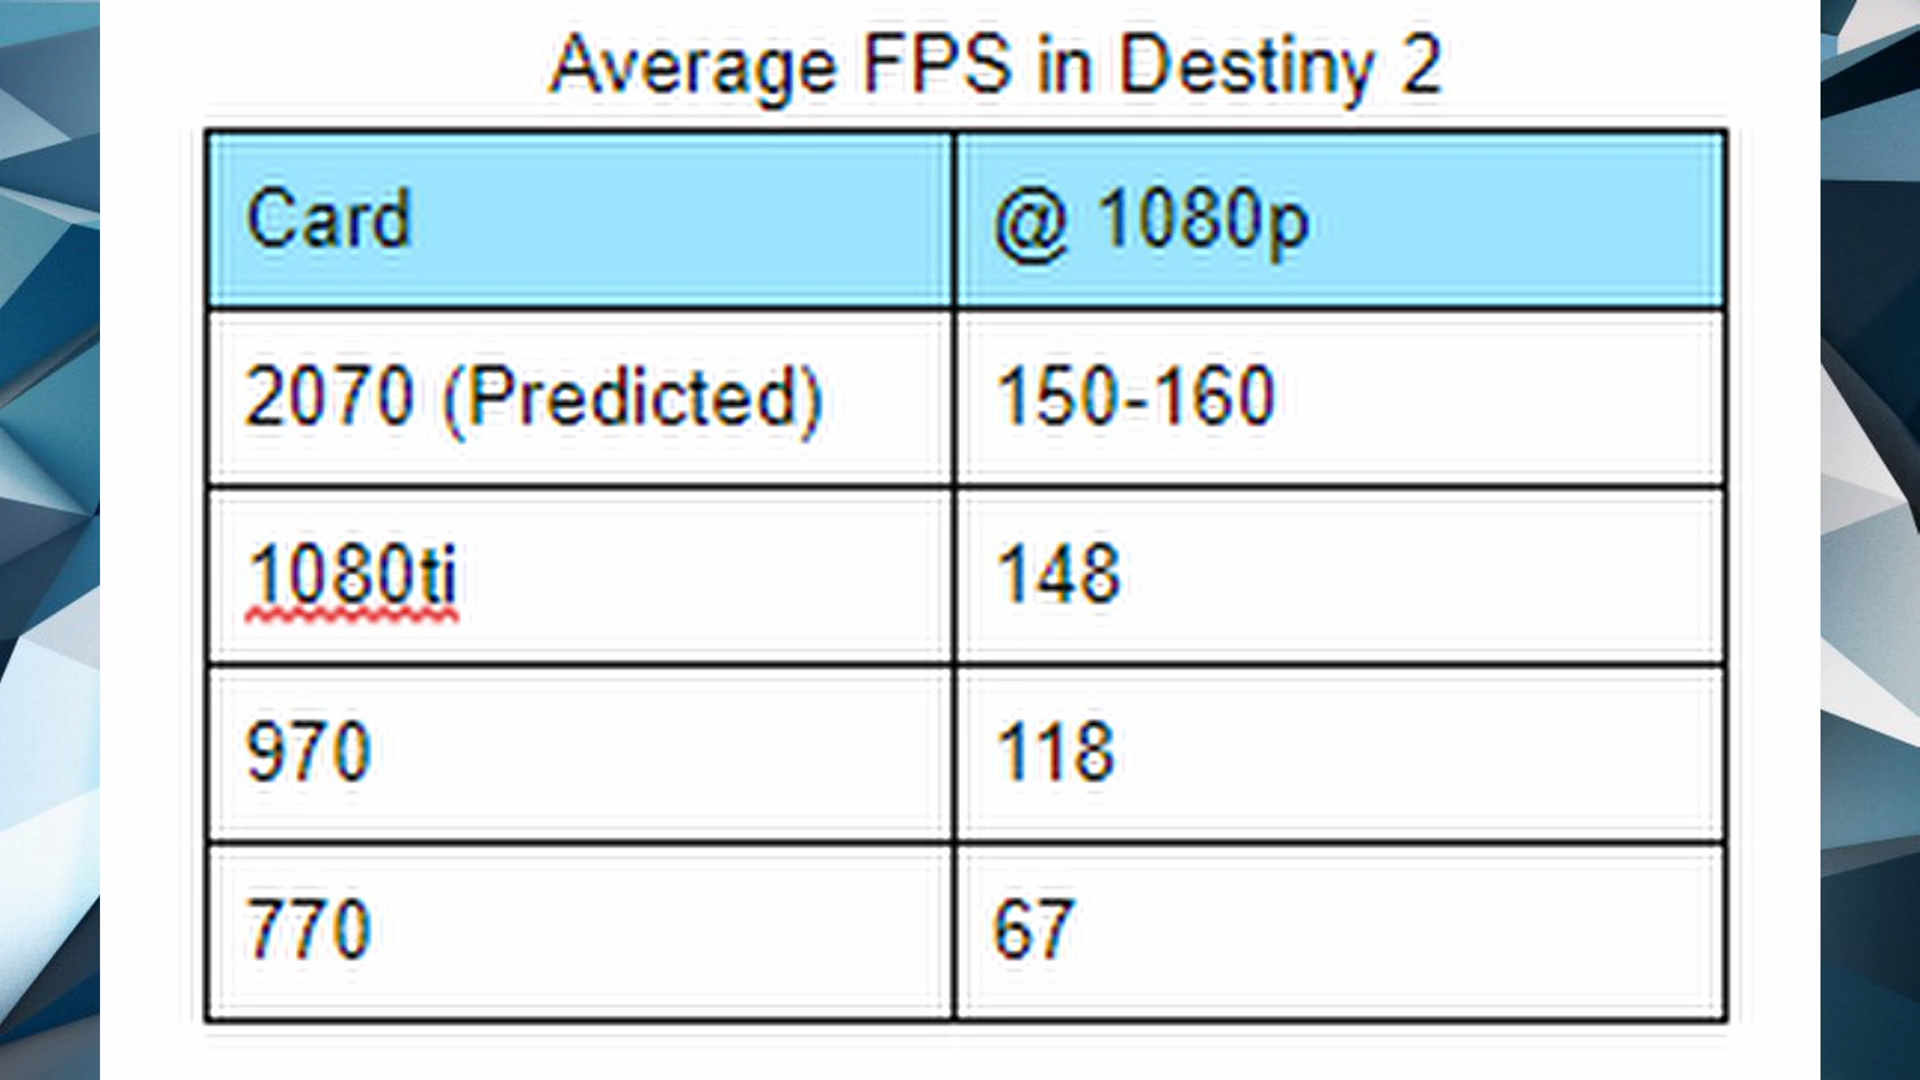 Average FPS in Destiny 2
Card @ 1080p
2070 (Predicted) 150-160
1080ti 148
970 118
770 67